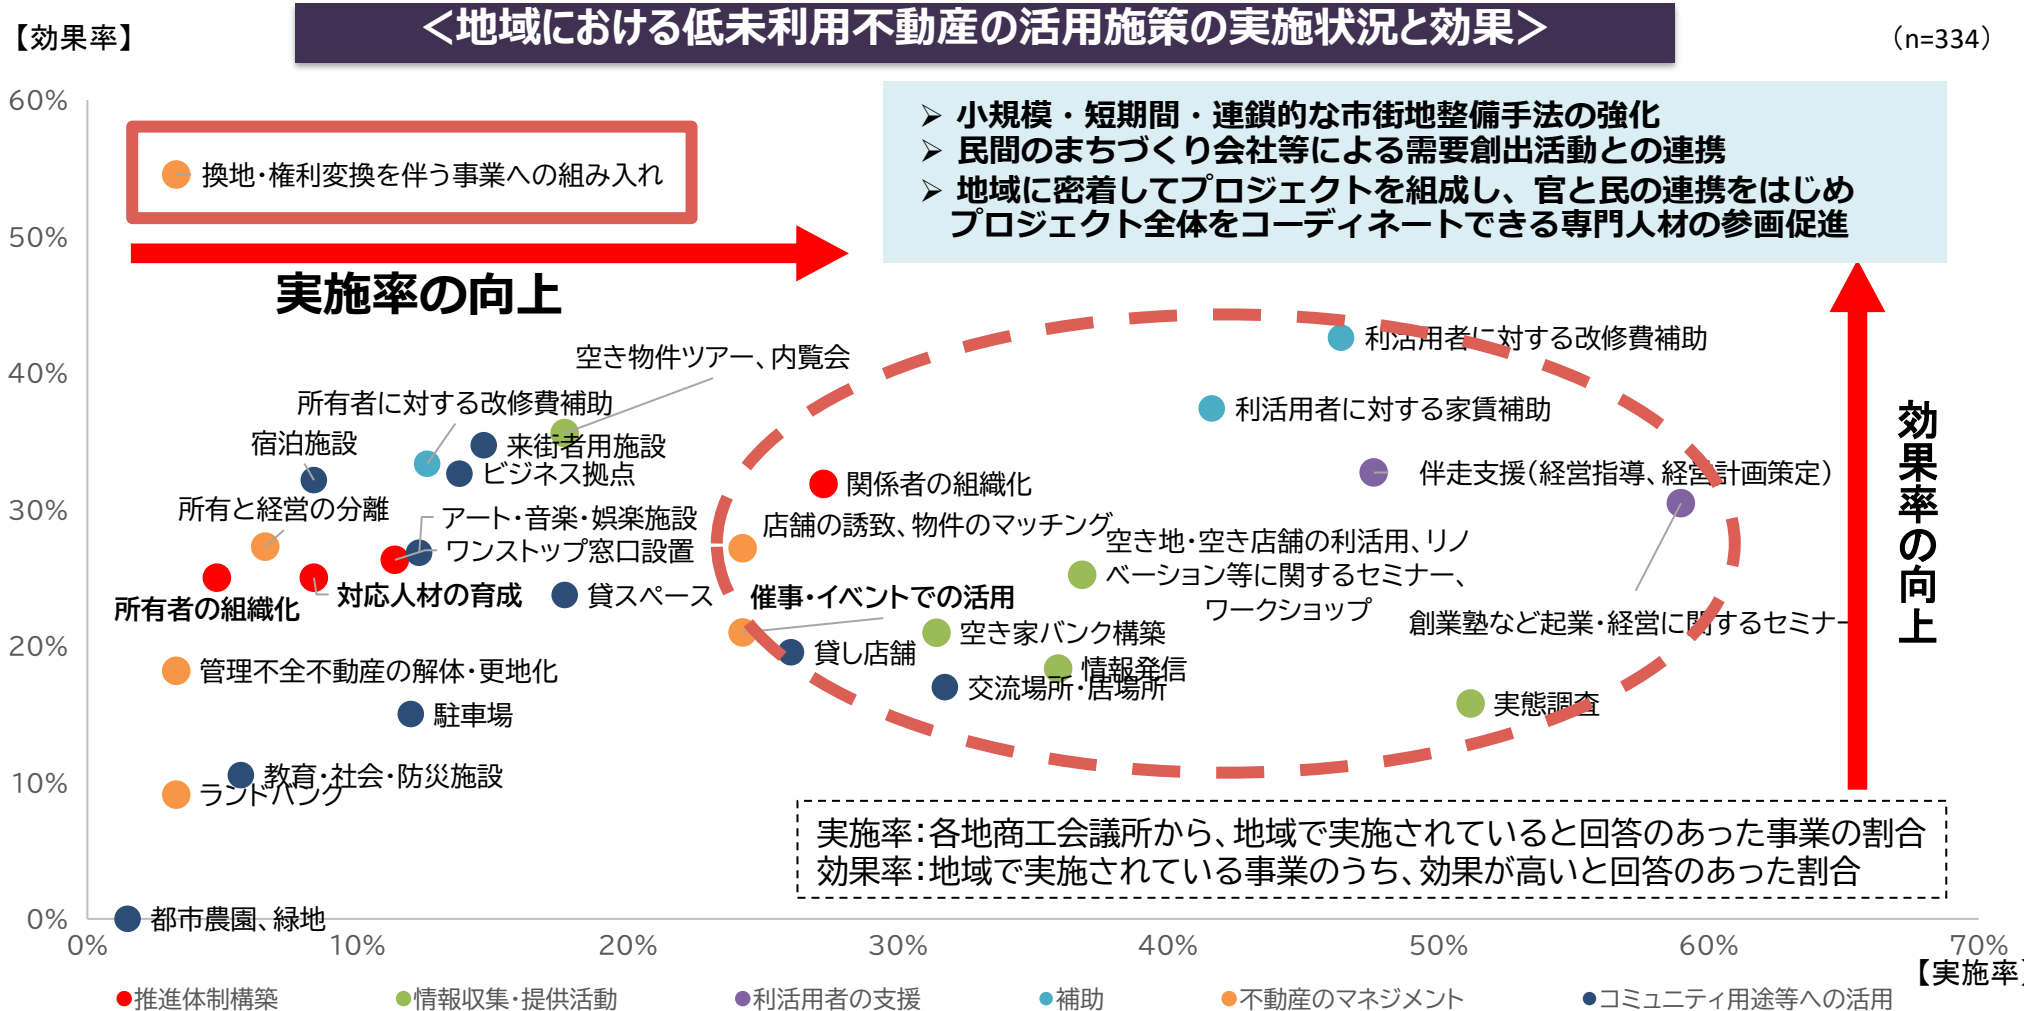 ＜地域における低未利用不動産の活用施策の実施状況と効果＞
【効果率】
（n=334）
60%
50%
40%
30%
20%
10%
0%
➢ 小規模・短期間・連鎖的な市街地整備手法の強化
➢ 民間のまちづくり会社等による需要創出活動との連携
➢ 地域に密着してプロジェクトを組成し、官と民の連携をはじめ
プロジェクト全体をコーディネートできる専門人材の参画促進
換地・権利変換を伴う事業への組み入れ
実施率の向上
空き物件ツアー、内覧会
利活用者に対する改修費補助
所有者に対する改修費補助
利活用者に対する家賃補助
宿泊施設
来街者用施設
ビジネス拠点
関係者の組織化
伴走支援（経営指導、経営計画策定）
所有と経営の分離
アート・音楽・娯楽施設
店舗の誘致、物件のマッチング
ワンストップ窓口設置
空き地・空き店舗の利活用、リノ
ベーション等に関するセミナー、
ワークショップ
所有者の組織化
対応人材の育成
貸スペース
催事・イベントでの活用
創業塾など起業・経営に関するセミナー
空き家バンク構築
貸し店舗
情報発信
交流場所・居場所
管理不全不動産の解体・更地化
駐車場
実態調査
教育・社会・防災施設
ランドバンク
都市農園、緑地
効果率の向上
実施率：各地商工会議所から、地域で実施されていると回答のあった事業の割合
効果率：地域で実施されている事業のうち、効果が高いと回答のあった割合
0%
10%
20%
30%
40%
50%
60%
70%
【実施率】
推進体制構築
情報収集・提供活動
利活用者の支援
補助
不動産のマネジメント
コミュニティ用途等への活用